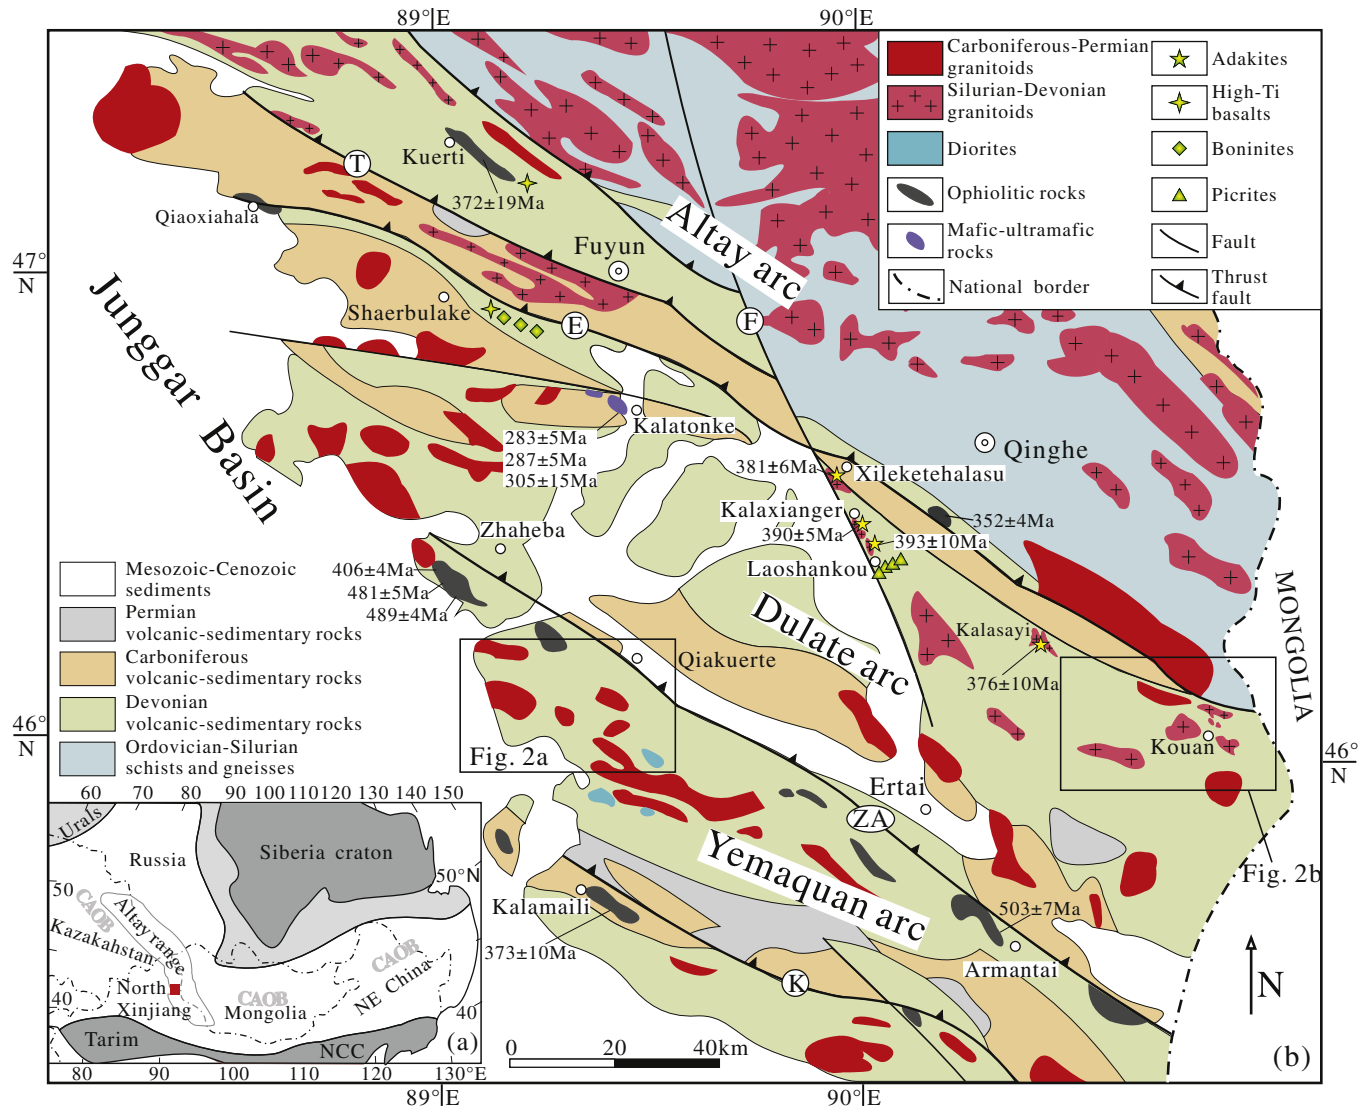 89°E
90°E
Carboniferous-Permian
granitoids
Silurian-Devonian
granitoids
Diorites
Ophiolitic rocks
Mafic-ultramafic
rocks
National border
Adakites
High-Ti
basalts
Boninites
Picrites
Fault
Thrust
fault
Kuerti
T
372±19Ma
Qiaoxiahala
Fuyun
Altay arc
47°
N
Shaerbulake
E
F
Junggar Basin
Kalatonke
283±5Ma
287±5Ma
305±15Ma
Qinghe
381±6Ma
Xileketehalasu
Kalaxianger
390±5Ma
352±4Ma
393±10Ma
Laoshankou
Zhaheba
406±4Ma
481±5Ma
489±4Ma
Dulate arc
Kalasayi
376±10Ma
MONGOLIA
Qiakuerte
Kouan
Fig. 2a
Fig. 2b
46°
N
46°
N
Ertai
ZA
Yemaquan arc
Kalamaili
373±10Ma
503±7Ma
Armantai
K
N
Mesozoic-Cenozoic
sediments
Permian
volcanic-sedimentary rocks
Carboniferous
volcanic-sedimentary rocks
Devonian
volcanic-sedimentary rocks
Ordovician-Silurian
schists and gneisses
60 70 80 90 100 110 120 130 140 150
Urals
Russia
Siberia craton
50
50°N
CAOB
Altay range
Kazakahstan
CAOB
North
Xinjiang
CAOB
Mongolia
NE China
40
40
Tarim
NCC
(a)
80 90 100 110 120 130°E
0 20 40km
(b)
89°E
90°E